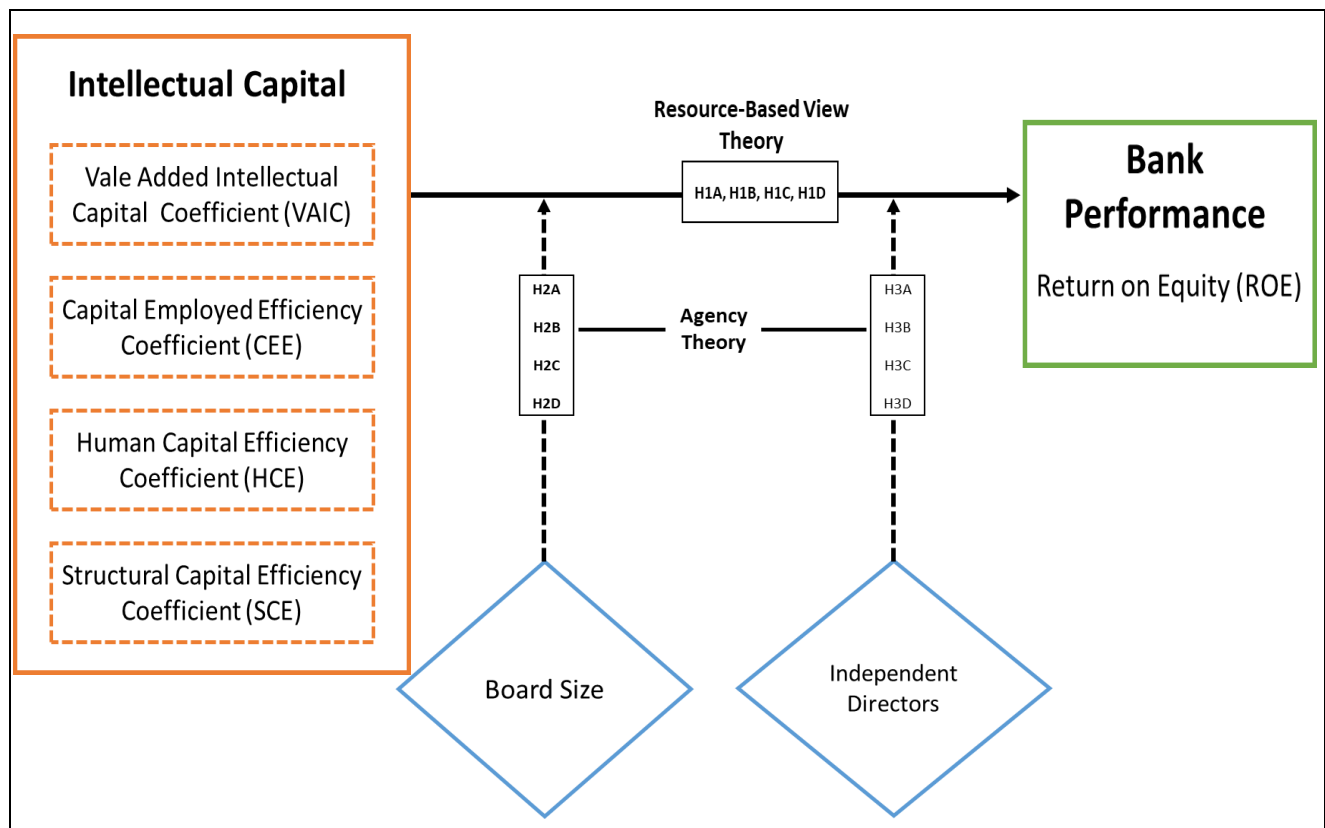 Intellectual Capital
Vale Added Intellectual
Capital Coefficient (VAIC)
Capital Employed Efficiency
Coefficient (CEE)
Human Capital Efficiency
Coefficient (HCE)
Structural Capital Efficiency
Coefficient (SCE)
Resource-Based View
Theory
H1A, H1B, H1C, H1D
H2A
H2B
H2C
H2D
Agency
Theory
H3A
H3B
H3C
H3D
Bank
Performance
Return on Equity (ROE)
Board Size
Independent
Directors